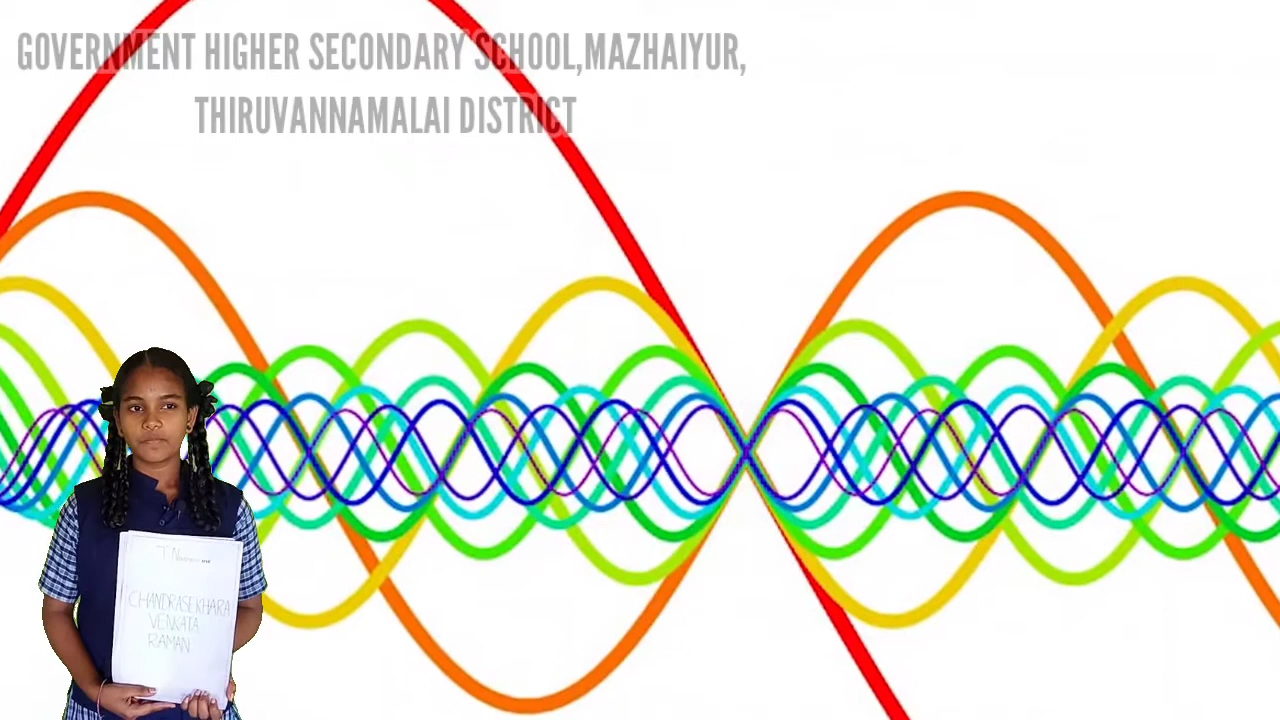 GOVERNMENT HIGHER SECONDARY SCHOOL,MAZHAIYUR,
THIRUVANNAMALAI DISTRICT
CHANDRASEKHARA
VENKATA
RAMAN